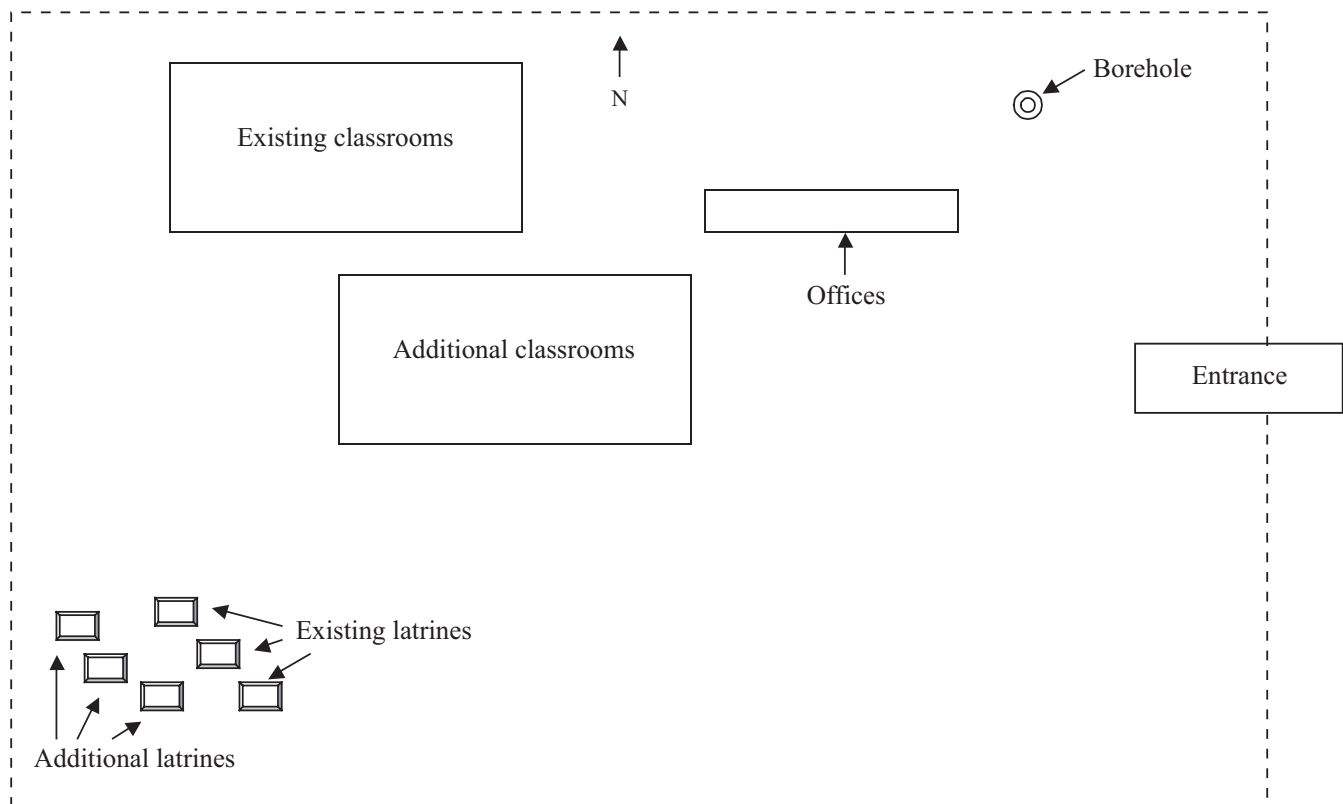 Borehole
N
Existing classrooms
Offices
Additional classrooms
Entrance
Existing latrines
Additional latrines